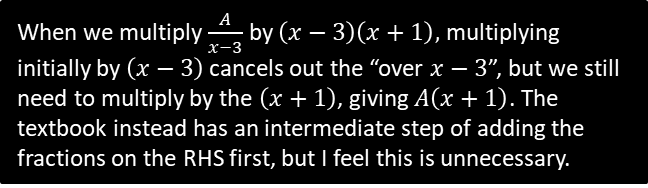 When we multiply A/(x−3) by (x − 3)(x + 1), multiplying
initially by (x − 3) cancels out the “over x − 3”, but we still
need to multiply by the (x + 1), giving A(x + 1). The
textbook instead has an intermediate step of adding the
fractions on the RHS first, but I feel this is unnecessary.